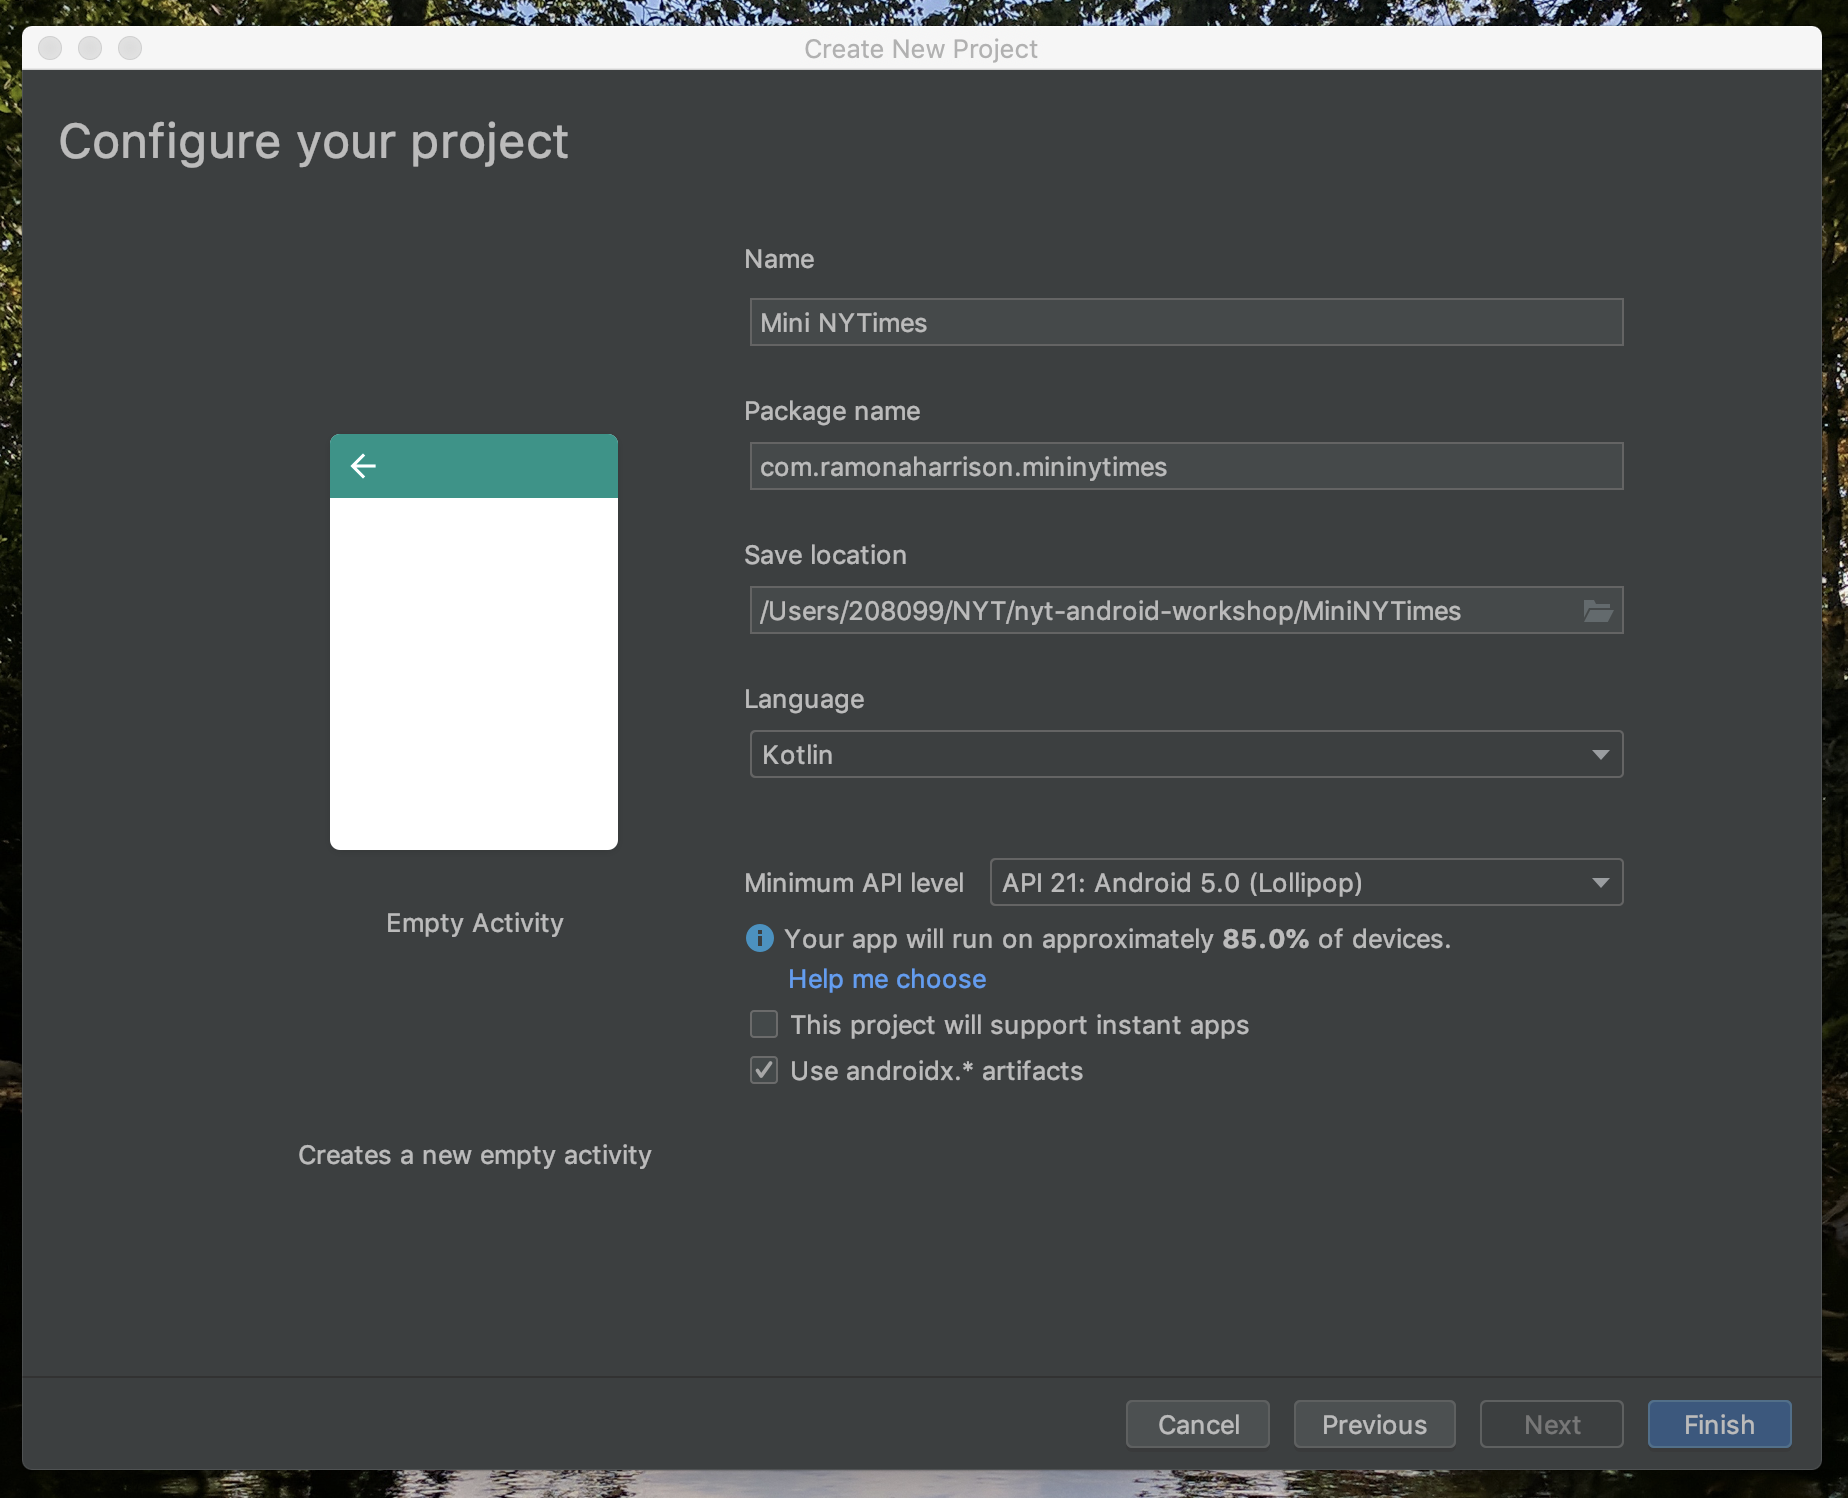 Create New Project
Configure your project
Name
Mini NYTimes
Package name
com.ramonaharrison.mininytimes
Save location
/Users/208099/NYT/nyt-android-workshop/MiniNYTimes
Language
Kotlin
Minimum API level API 21: Android 5.0 (Lollipop)
Your app will run on approximately 85.0% of devices.
Help me choose
This project will support instant apps
Use androidx.* artifacts
Empty Activity
Creates a new empty activity
Cancel Previous Next Finish